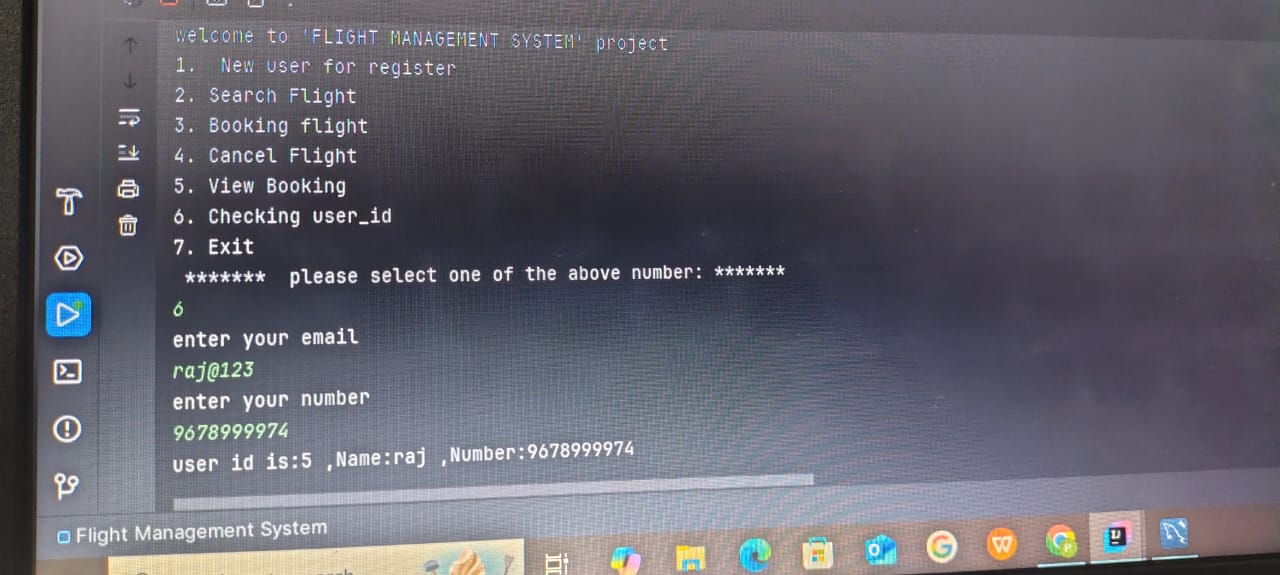 welcome to 'FLIGHT MANAGEMENT SYSTEM' project
1.  New user for register
2. Search Flight
3. Booking flight
4. Cancel Flight
5. View Booking
6. Checking user_id
7. Exit
*******  please select one of the above number: *******
6
enter your email
raj@123
enter your number
9678999974
user id is:5 ,Name:raj ,Number:9678999974
Flight Management System